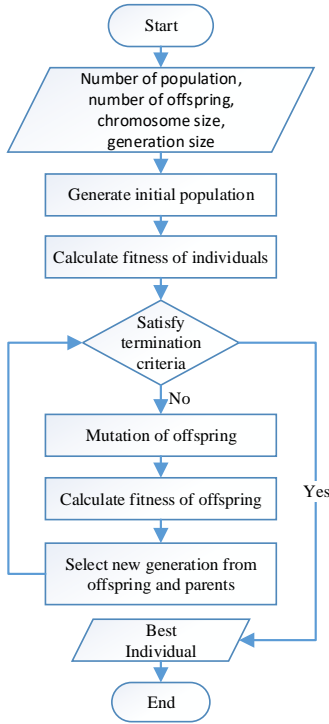 Start
Number of population,
number of offspring,
chromosome size,
generation size
Generate initial population
Calculate fitness of individuals
Satisfy
termination
criteria
No
Mutation of offspring
Calculate fitness of offspring
Yes
Select new generation from
offspring and parents
Best
Individual
End